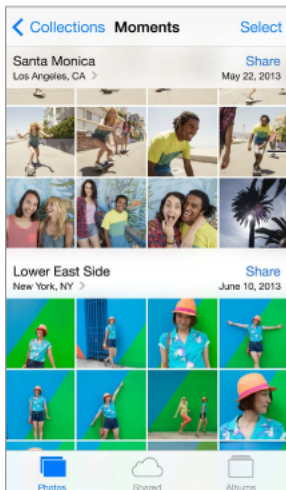 Collections Moments Select
Santa Monica Share
Los Angeles, CA May 22, 2013
Lower East Side Share
New York, NY June 10, 2013
Photos Shared Albums